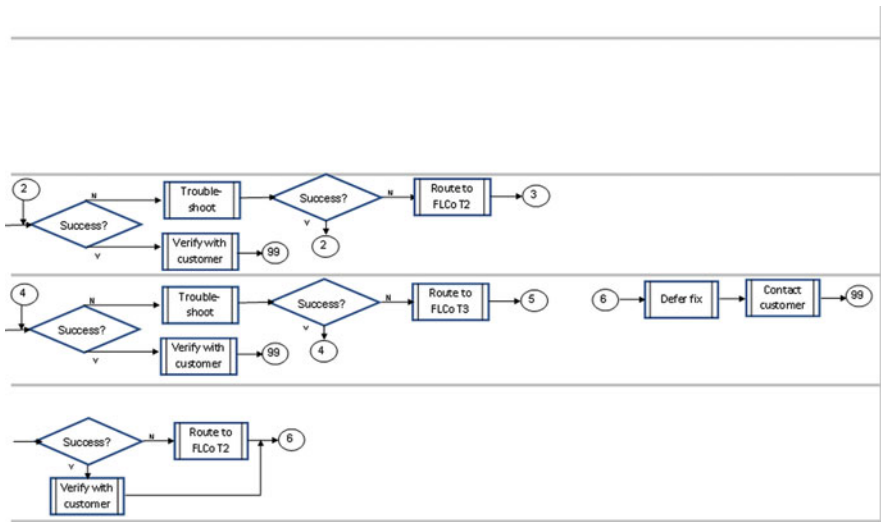 2
Success?
N
Y
Trouble-
shoot
Verify with
customer
99
Success?
N
Y
2
Route to
FLCo T2
3
4
Success?
N
Y
Trouble-
shoot
Verify with
customer
99
Success?
N
Y
4
Route to
FLCo T3
5
6
Defer fix
Contact
customer
99
Success?
N
Y
Route to
FLCo T2
6
Verify with
customer